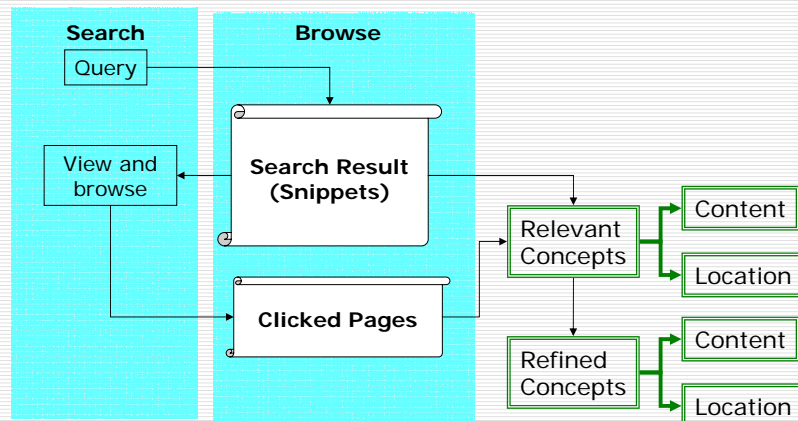 Search
Browse
Query
Search Result
(Snippets)
View and
browse
Clicked Pages
Relevant
Concepts
Content
Location
Refined
Concepts
Content
Location